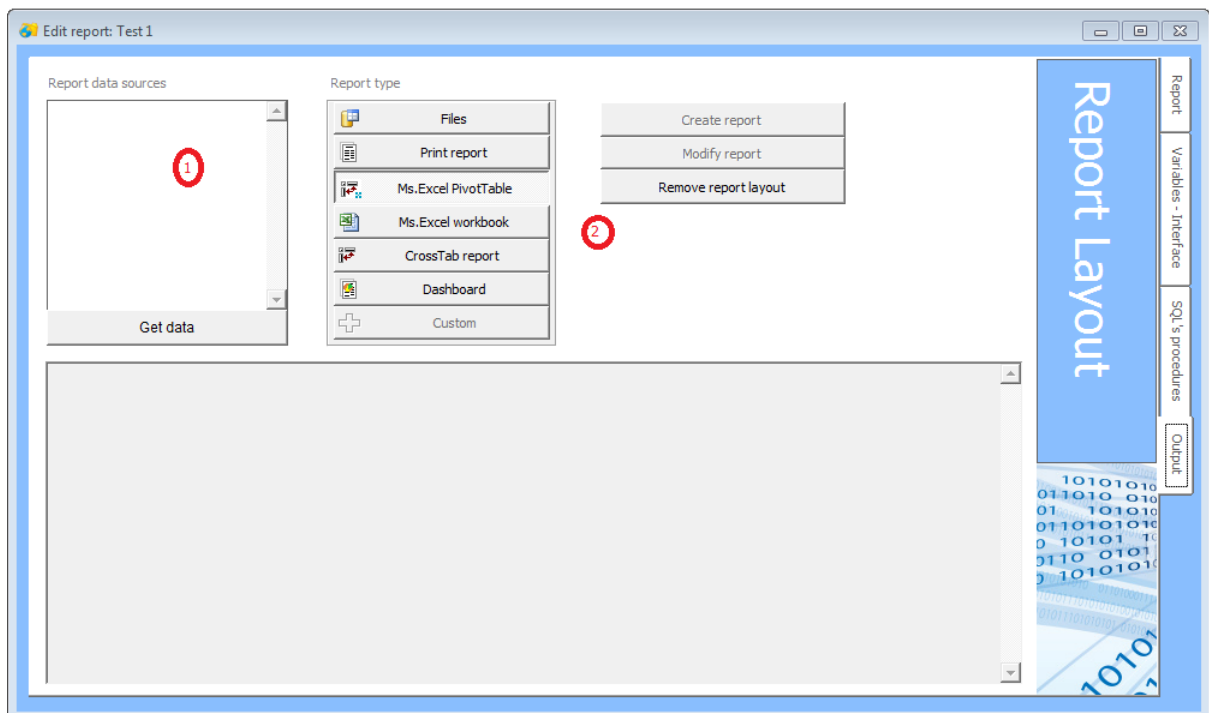 Edit report: Test 1
Report data sources
Report type
1
Get data
Files
Print report
Ms.Excel PivotTable
Ms.Excel workbook
CrossTab report
Dashboard
Custom
Create report
Modify report
Remove report layout
2
Report Layout
Report
Variables - Interface
SQL's procedures
Output